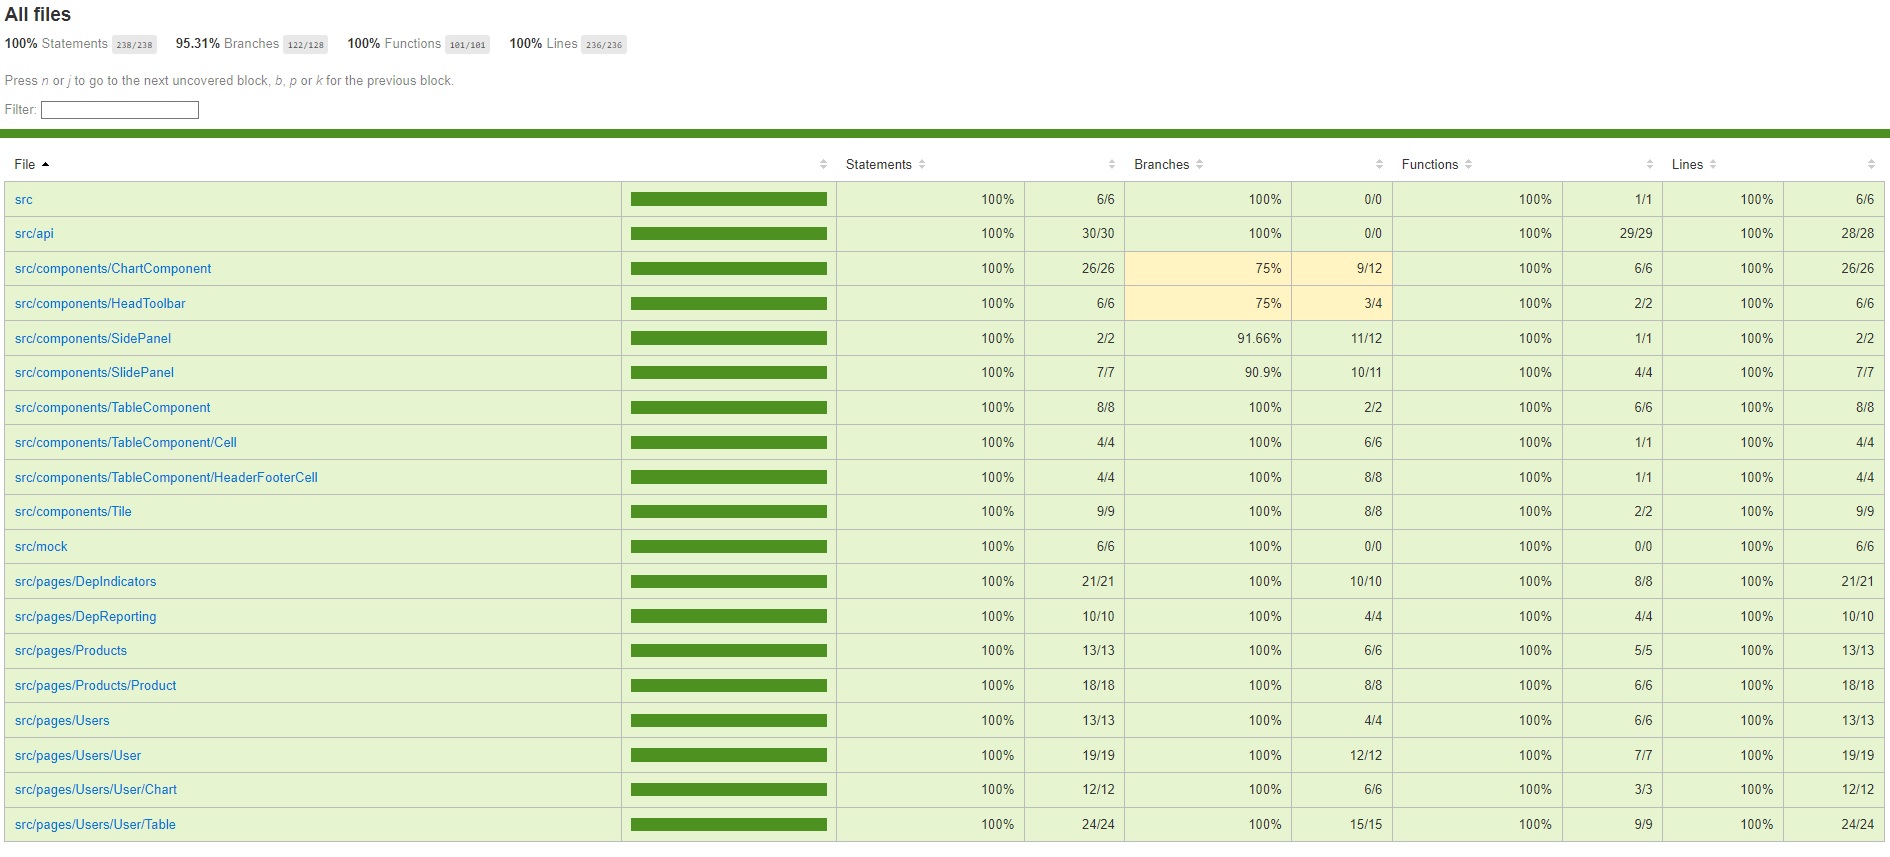 All files
100% Statements 238/238 95.31% Branches 122/128 100% Functions 101/101 100% Lines 236/236
Press n or j to go to the next uncovered block, b, p or k for the previous block.
Filter:
File Statements Branches Functions Lines
src 100% 6/6 100% 0/0 100% 1/1 100% 6/6
src/api 100% 30/30 100% 0/0 100% 29/29 100% 28/28
src/components/ChartComponent 100% 26/26 75% 9/12 100% 6/6 100% 26/26
src/components/HeadToolbar 100% 6/6 75% 3/4 100% 2/2 100% 6/6
src/components/SidePanel 100% 2/2 91.66% 11/12 100% 1/1 100% 2/2
src/components/SlidePanel 100% 7/7 90.9% 10/11 100% 4/4 100% 7/7
src/components/TableComponent 100% 8/8 100% 2/2 100% 6/6 100% 8/8
src/components/TableComponent/Cell 100% 4/4 100% 6/6 100% 1/1 100% 4/4
src/components/TableComponent/HeaderFooterCell 100% 4/4 100% 8/8 100% 1/1 100% 4/4
src/components/Tile 100% 9/9 100% 8/8 100% 2/2 100% 9/9
src/mock 100% 6/6 100% 0/0 100% 0/0 100% 6/6
src/pages/DepIndicators 100% 21/21 100% 10/10 100% 8/8 100% 21/21
src/pages/DepReporting 100% 10/10 100% 4/4 100% 4/4 100% 10/10
src/pages/Products 100% 13/13 100% 6/6 100% 5/5 100% 13/13
src/pages/Products/Product 100% 18/18 100% 8/8 100% 6/6 100% 18/18
src/pages/Users 100% 13/13 100% 4/4 100% 6/6 100% 13/13
src/pages/Users/User 100% 19/19 100% 12/12 100% 7/7 100% 19/19
src/pages/Users/User/Chart 100% 12/12 100% 6/6 100% 3/3 100% 12/12
src/pages/Users/User/Table 100% 24/24 100% 15/15 100% 9/9 100% 24/24